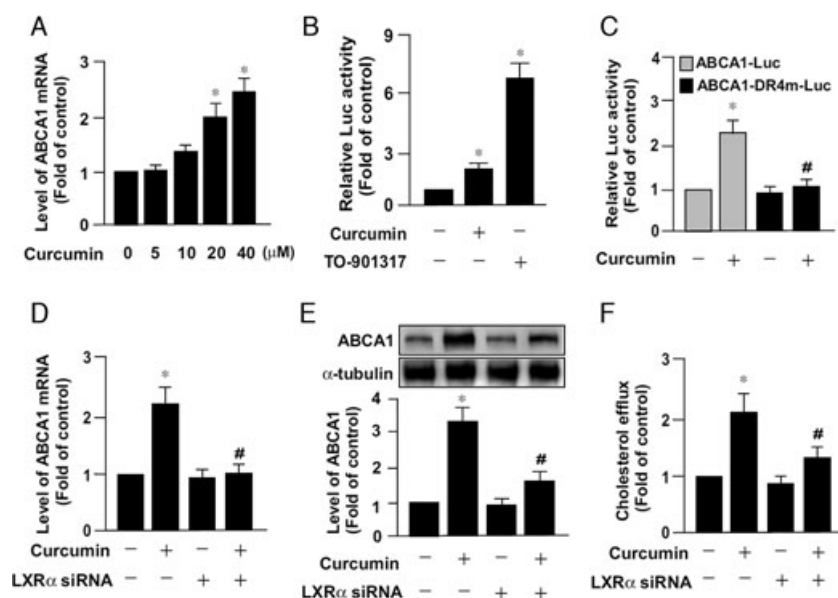 A
Level of ABCA1 mRNA
(Fold of control)
3
2
1
0
*
*
Curcumin 0 5 10 20 40 (μM)
B
Relative Luc activity
(Fold of control)
9
6
3
0
*
*
Curcumin − + −
TO-901317 − − +
C
Relative Luc activity
(Fold of control)
4
3
2
1
0
ABCA1-Luc
ABCA1-DR4m-Luc
*
#
Curcumin − + − +
D
Level of ABCA1 mRNA
(Fold of control)
3
2
1
0
*
#
Curcumin − + − +
LXRα siRNA − − + +
E
ABCA1
α-tubulin
Level of ABCA1
(Fold of control)
4
3
2
1
0
*
#
Curcumin − + − +
LXRα siRNA − − + +
F
Cholesterol efflux
(Fold of control)
3
2
1
0
*
#
Curcumin − + − +
LXRα siRNA − − + +